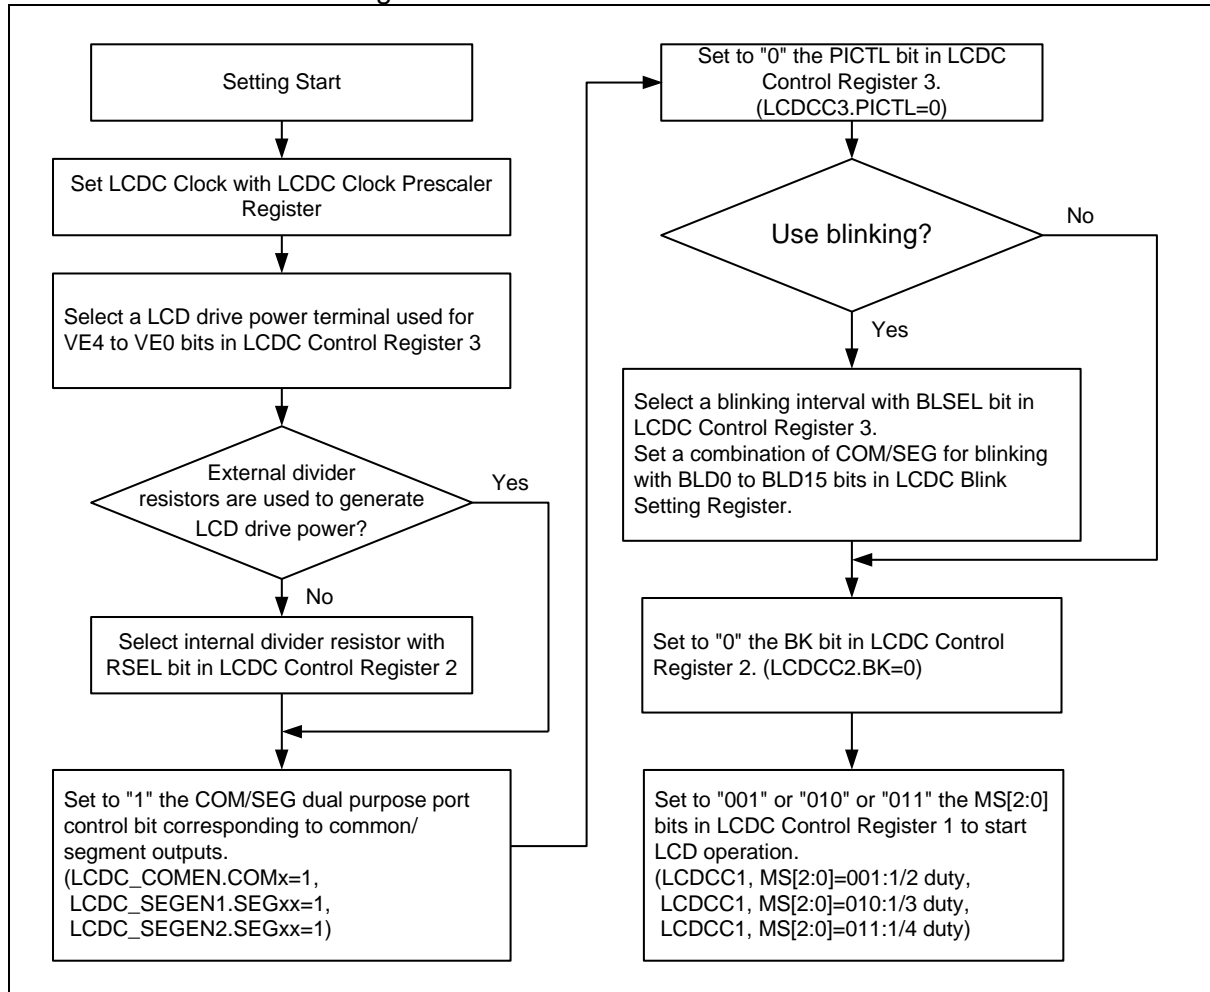 Setting Start
Set LCDC Clock with LCDC Clock Prescaler
Register
Select a LCD drive power terminal used for
VE4 to VE0 bits in LCDC Control Register 3
External divider
resistors are used to generate
LCD drive power?
Yes
No
Select internal divider resistor with
RSEL bit in LCDC Control Register 2
Set to "1" the COM/SEG dual purpose port
control bit corresponding to common/
segment outputs.
(LCDC_COMEN.COMx=1,
LCDC_SEGEN1.SEGxx=1,
LCDC_SEGEN2.SEGxx=1)
Set to "0" the PICTL bit in LCDC
Control Register 3.
(LCDCC3.PICTL=0)
Use blinking?
No
Yes
Select a blinking interval with BLSEL bit in
LCDC Control Register 3.
Set a combination of COM/SEG for blinking
with BLD0 to BLD15 bits in LCDC Blink
Setting Register.
Set to "0" the BK bit in LCDC Control
Register 2. (LCDCC2.BK=0)
Set to "001" or "010" or "011" the MS[2:0]
bits in LCDC Control Register 1 to start
LCD operation.
(LCDCC1, MS[2:0]=001:1/2 duty,
LCDCC1, MS[2:0]=010:1/3 duty,
LCDCC1, MS[2:0]=011:1/4 duty)